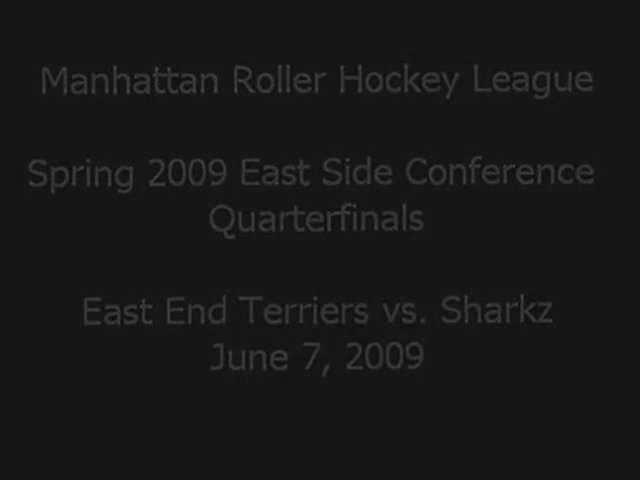 Manhattan Roller Hockey League
Spring 2009 East Side Conference
Quarterfinals
East End Terriers vs. Sharkz
June 7, 2009